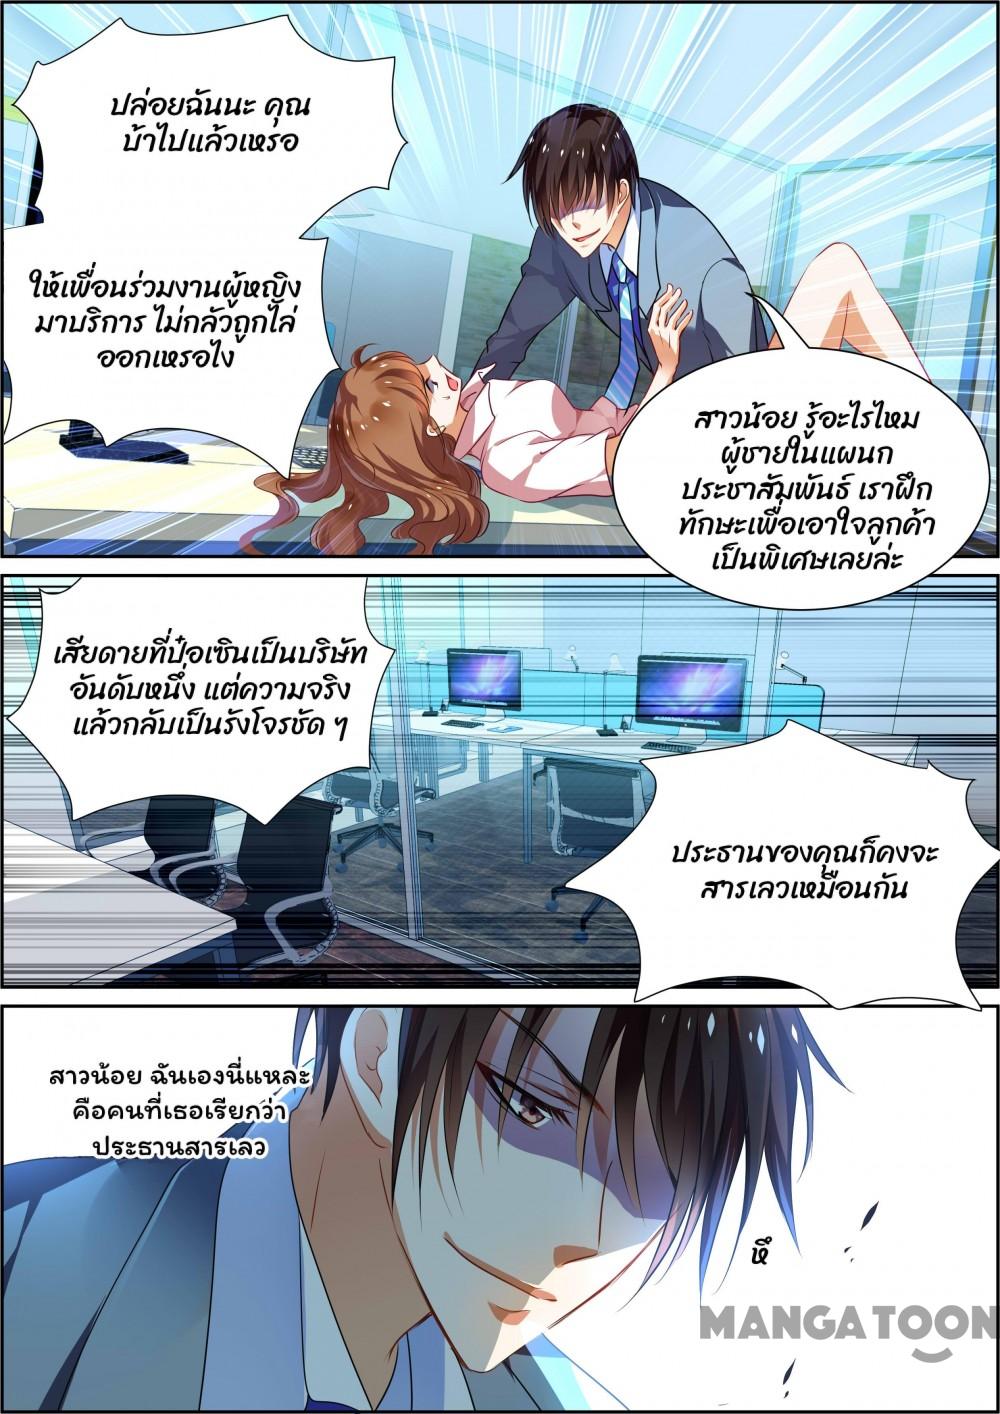 ปล่อยฉันนะ คุณ
บ้าไปแล้วเหรอ
ให้เพื่อนร่วมงานผู้หญิง
มาบริการ ไม่กลัวถูกไล่
ออกเหรอไง
สาวน้อย รู้อะไรไหม
ผู้ชายในแผนก
ประชาสัมพันธ์ เราฝึก
ทักษะเพื่อเอาใจลูกค้า
เป็นพิเศษเลยล่ะ
เสียดายที่ป๋อเซินเป็นบริษัท
อันดับหนึ่ง แต่ความจริง
แล้วกลับเป็นรังโจรชัด ๆ
ประธานของคุณก็คงจะ
สารเลวเหมือนกัน
สาวน้อย ฉันเองนี่แหละ
คือคนที่เธอเรียกว่า
ประธานสารเลว
หึ
MANGATOON